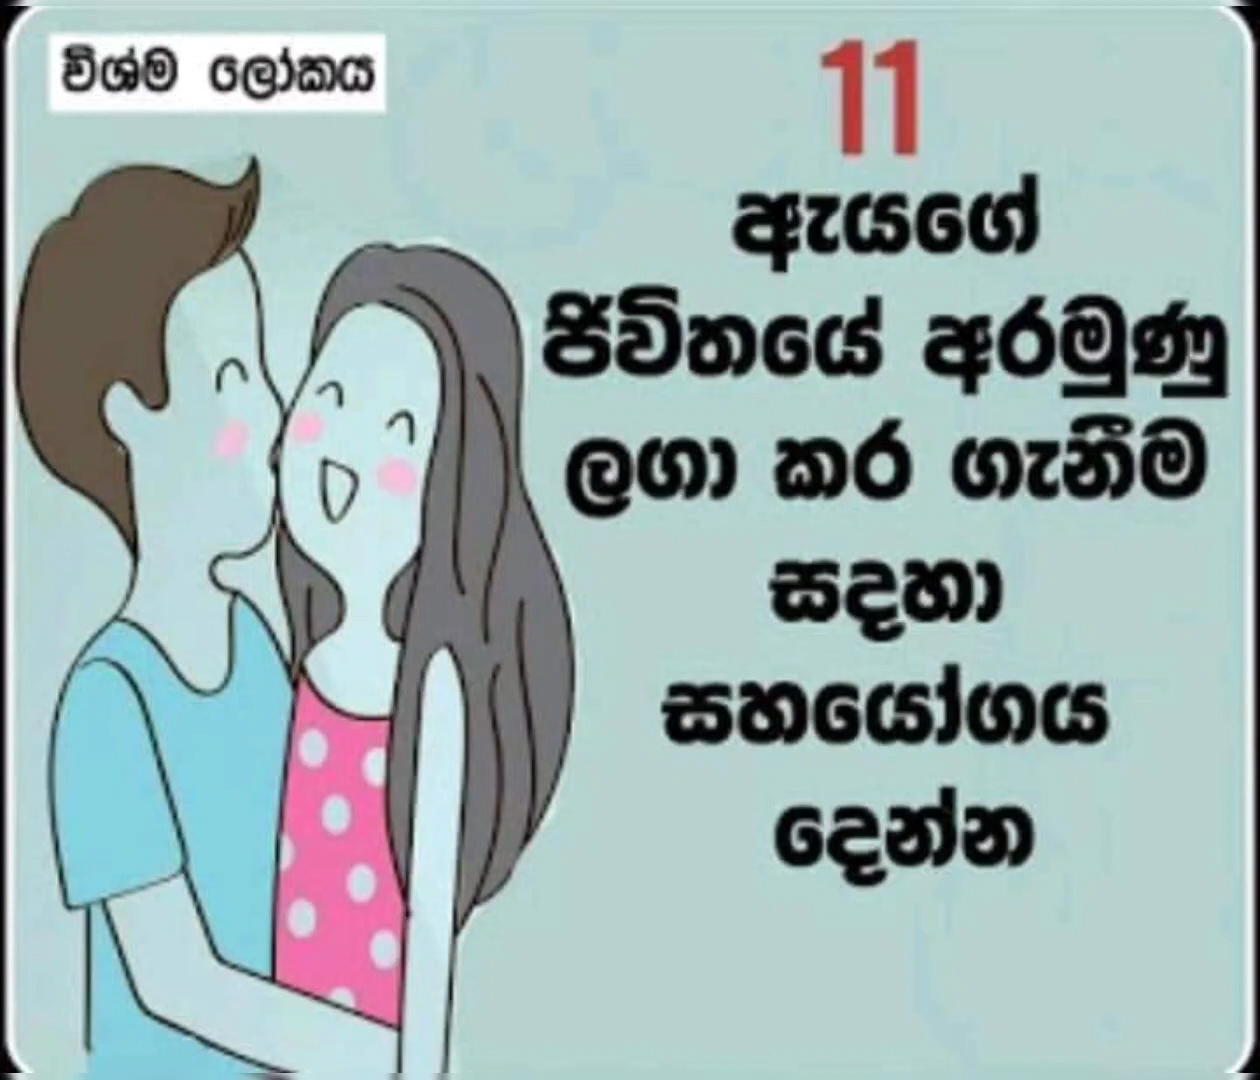 විශ්ම ලෝකය
11
ඇයගේ
ජීවිතයේ අරමුණු
ලගා කර ගැනීම
සදහා
සහයෝගය
දෙන්න